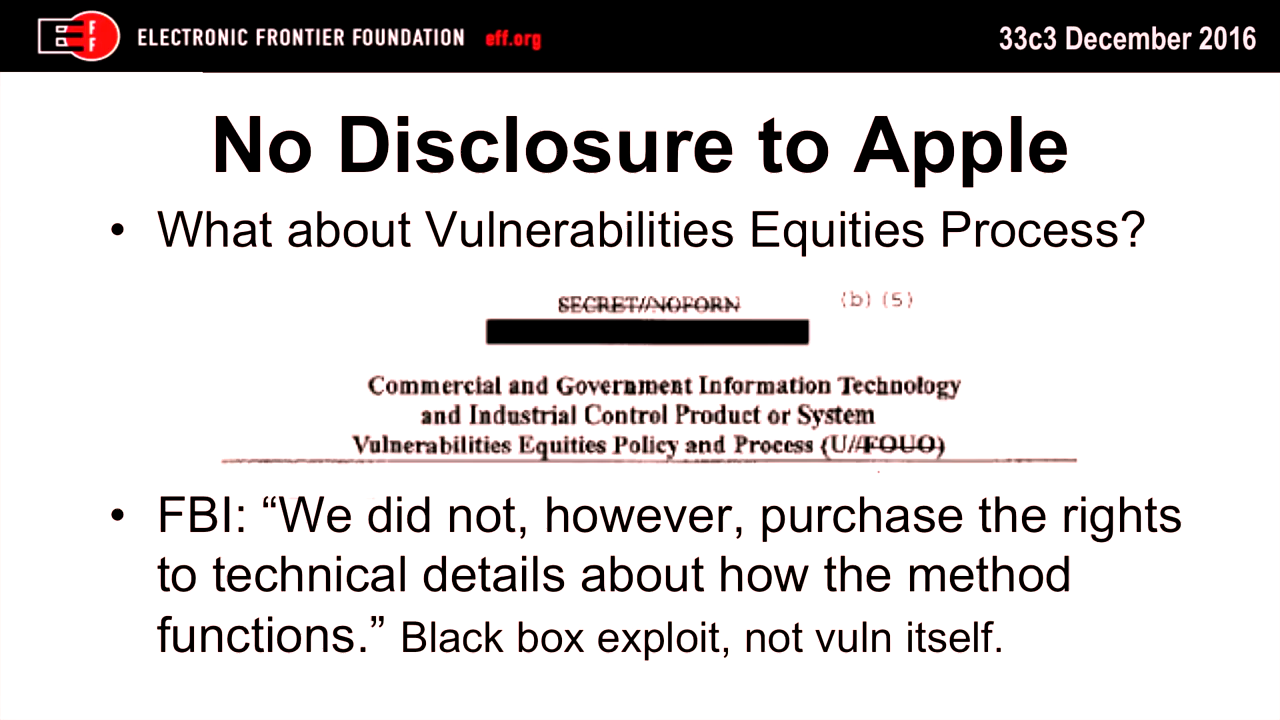 ELECTRONIC FRONTIER FOUNDATION eff.org
33c3 December 2016
No Disclosure to Apple
• What about Vulnerabilities Equities Process?
SECRET//NOFORN (b) (5)
Commercial and Government Information Technology
and Industrial Control Product or System
Vulnerabilities Equities Policy and Process (U//FOUO)
• FBI: “We did not, however, purchase the rights
to technical details about how the method
functions.” Black box exploit, not vuln itself.